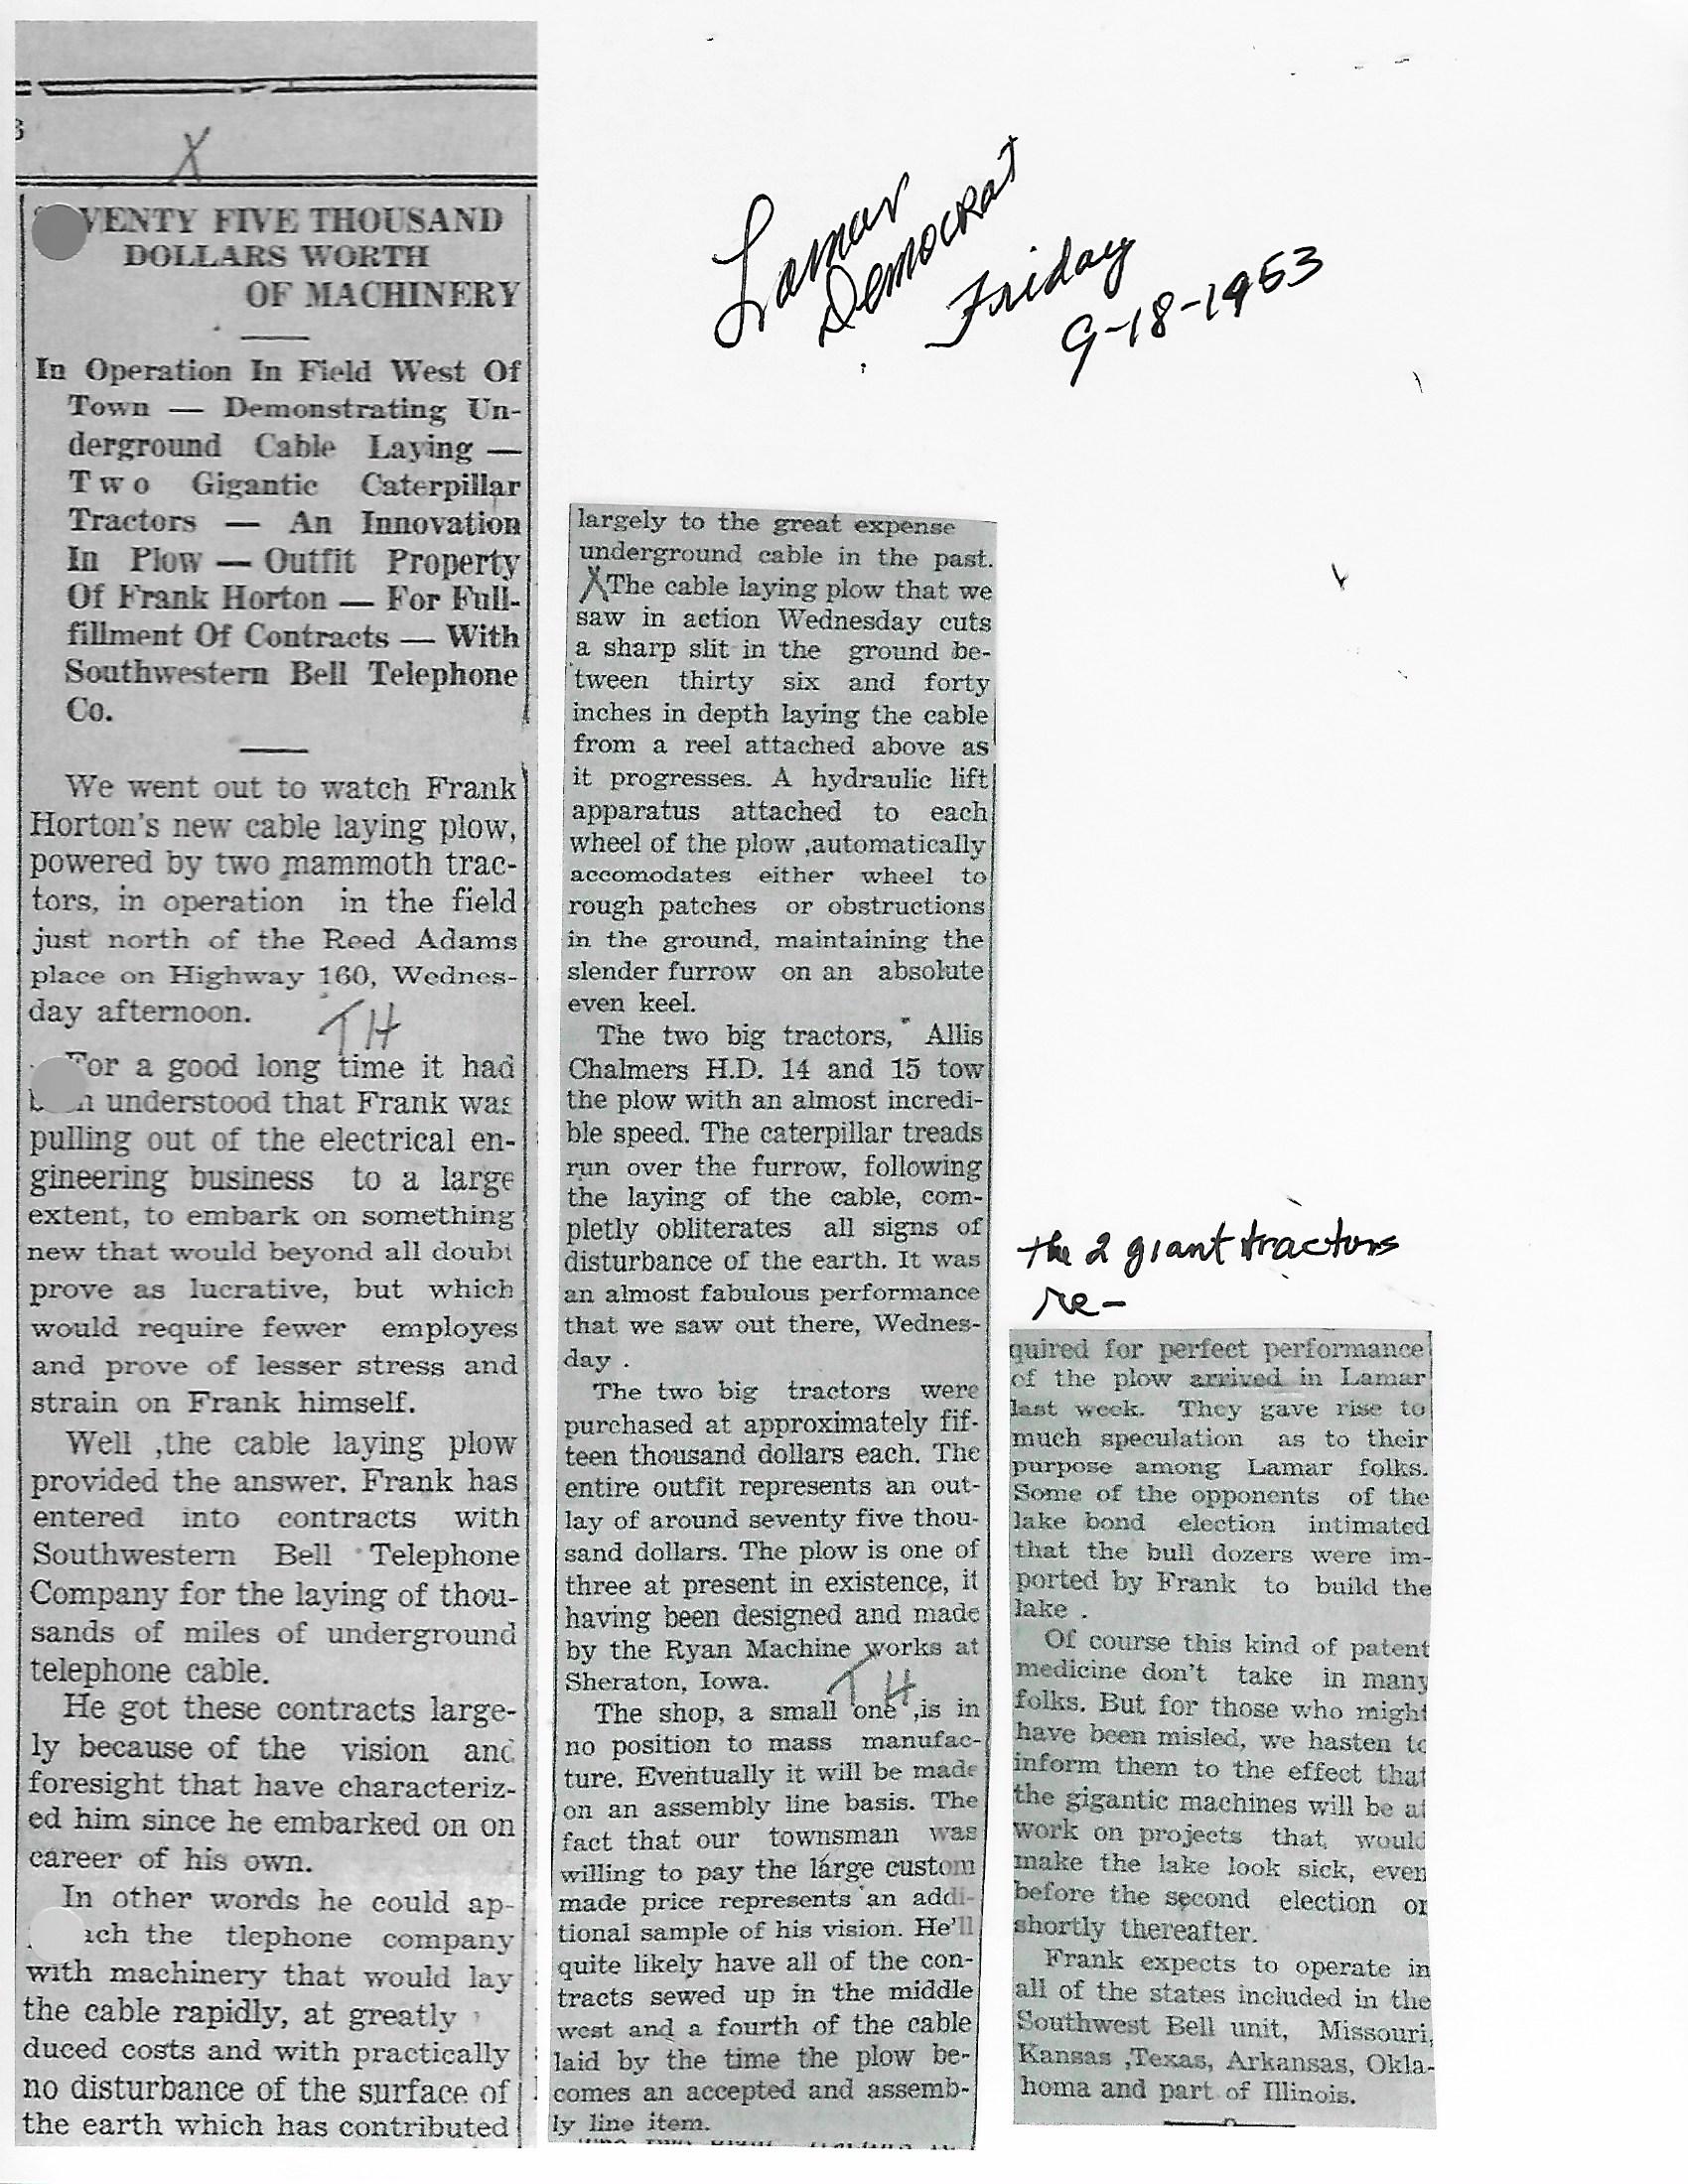 X
VENTY FIVE THOUSAND
DOLLARS WORTH
OF MACHINERY
In Operation In Field West Of
Town — Demonstrating Un-
derground Cable Laying —
Two Gigantic Caterpillar
Tractors — An Innovation
In Plow — Outfit Property
Of Frank Horton — For Full-
fillment Of Contracts — With
Southwestern Bell Telephone
Co.
We went out to watch Frank
Horton's new cable laying plow,
powered by two mammoth trac-
tors, in operation in the field
just north of the Reed Adams
place on Highway 160, Wednes-
day afternoon.
TH
For a good long time it had
understood that Frank was
pulling out of the electrical en-
gineering business to a large
extent, to embark on something
new that would beyond all doubt
prove as lucrative, but which
would require fewer employes
and prove of lesser stress and
strain on Frank himself.
Well ,the cable laying plow
provided the answer. Frank has
entered into contracts with
Southwestern Bell Telephone
Company for the laying of thou-
sands of miles of underground
telephone cable.
He got these contracts large-
ly because of the vision and
foresight that have characteriz-
ed him since he embarked on on
career of his own.
In other words he could ap-
ach the tlephone company
with machinery that would lay
the cable rapidly, at greatly
duced costs and with practically
no disturbance of the surface of
the earth which has contributed
Lamar
Democrat
Friday
9-18-1953
largely to the great expense
underground cable in the past.
X The cable laying plow that we
saw in action Wednesday cuts
a sharp slit in the ground be-
tween thirty six and forty
inches in depth laying the cable
from a reel attached above as
it progresses. A hydraulic lift
apparatus attached to each
wheel of the plow ,automatically
accomodates either wheel to
rough patches or obstructions
in the ground, maintaining the
slender furrow on an absolute
even keel.
The two big tractors, Allis
Chalmers H.D. 14 and 15 tow
the plow with an almost incredi-
ble speed. The caterpillar treads
run over the furrow, following
the laying of the cable, com-
pletly obliterates all signs of
disturbance of the earth. It was
an almost fabulous performance
that we saw out there, Wednes-
day .
The two big tractors were
purchased at approximately fif-
teen thousand dollars each. The
entire outfit represents an out-
lay of around seventy five thou-
sand dollars. The plow is one of
three at present in existence, it
having been designed and made
by the Ryan Machine works at
Sheraton, Iowa.
TH
The shop, a small one ,is in
no position to mass manufac-
ture. Eventually it will be made
on an assembly line basis. The
fact that our townsman was
willing to pay the large custom
made price represents an addi-
tional sample of his vision. He'll
quite likely have all of the con-
tracts sewed up in the middle
west and a fourth of the cable
laid by the time the plow be-
comes an accepted and assemb-
ly line item.
the 2 giant tractors
re-
quired for perfect performance
of the plow arrived in Lamar
last week. They gave rise to
much speculation as to their
purpose among Lamar folks.
Some of the opponents of the
lake bond election intimated
that the bull dozers were im-
ported by Frank to build the
lake .
Of course this kind of patent
medicine don't take in many
folks. But for those who might
have been misled, we hasten to
inform them to the effect that
the gigantic machines will be at
work on projects that would
make the lake look sick, even
before the second election or
shortly thereafter.
Frank expects to operate in
all of the states included in the
Southwest Bell unit, Missouri,
Kansas ,Texas, Arkansas, Okla-
homa and part of Illinois.